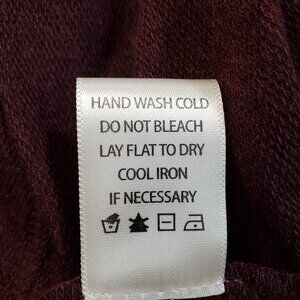 HAND WASH COLD
DO NOT BLEACH
LAY FLAT TO DRY
COOL IRON
IF NECESSARY